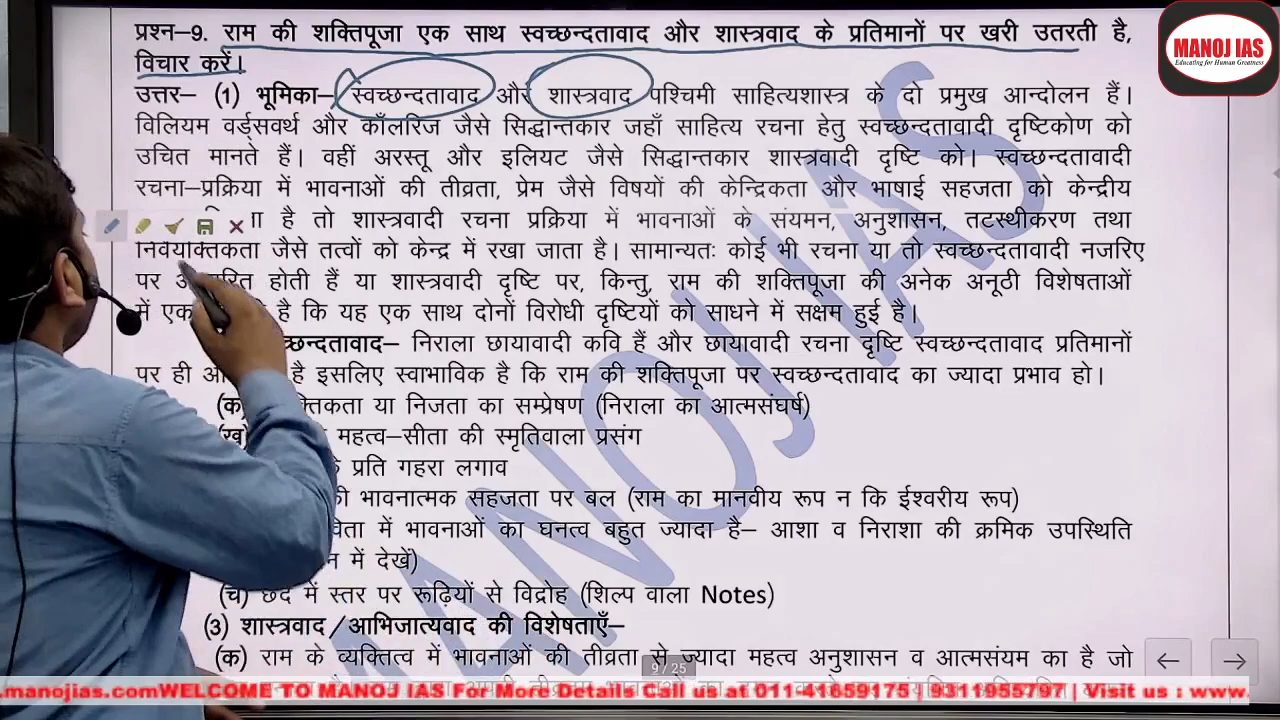 प्रश्न–9. राम की शक्तिपूजा एक साथ स्वच्छन्दतावाद और शास्त्रवाद के प्रतिमानों पर खरी उतरती है,
विचार करें।
उत्तर– (1) भूमिका– स्वच्छन्दतावाद और शास्त्रवाद पश्चिमी साहित्यशास्त्र के दो प्रमुख आन्दोलन हैं।
विलियम वर्ड्सवर्थ और कॉलरिज जैसे सिद्धान्तकार जहाँ साहित्य रचना हेतु स्वच्छन्दतावादी दृष्टिकोण को
उचित मानते हैं। वहीं अरस्तू और इलियट जैसे सिद्धान्तकार शास्त्रवादी दृष्टि को। स्वच्छन्दतावादी
रचना–प्रक्रिया में भावनाओं की तीव्रता, प्रेम जैसे विषयों की केन्द्रिकता और भाषाई सहजता को केन्द्रीय
है तो शास्त्रवादी रचना प्रक्रिया में भावनाओं के संयमन, अनुशासन, तटस्थीकरण तथा
निर्वैयक्तिकता जैसे तत्वों को केन्द्र में रखा जाता है। सामान्यतः कोई भी रचना या तो स्वच्छन्दतावादी नजरिए
पर होती हैं या शास्त्रवादी दृष्टि पर, किन्तु, राम की शक्तिपूजा की अनेक अनूठी विशेषताओं
में है कि यह एक साथ दोनों विरोधी दृष्टियों को साधने में सक्षम हुई है।
च्छन्दतावाद– निराला छायावादी कवि हैं और छायावादी रचना दृष्टि स्वच्छन्दतावाद प्रतिमानों
पर ही है इसलिए स्वाभाविक है कि राम की शक्तिपूजा पर स्वच्छन्दतावाद का ज्यादा प्रभाव हो।
(क) क्तिकता या निजता का सम्प्रेषण (निराला का आत्मसंघर्ष)
(ख) महत्व–सीता की स्मृतिवाला प्रसंग
प्रति गहरा लगाव
की भावनात्मक सहजता पर बल (राम का मानवीय रूप न कि ईश्वरीय रूप)
में भावनाओं का घनत्व बहुत ज्यादा है– आशा व निराशा की क्रमिक उपस्थिति
में देखें)
(च) छंद में स्तर पर रूढ़ियों से विद्रोह (शिल्प वाला Notes)
(3) शास्त्रवाद/आभिजात्यवाद की विशेषताएँ–
(क) राम के व्यक्तित्व में भावनाओं की तीव्रता से ज्यादा महत्व अनुशासन व आत्मसंयम का है जो
9 / 25
.manojias.comWELCOME TO MANOJ IAS For More Details Call us at 011-41659175 | 9311955797 | Visit us : www.
MANOJ IAS
Educating for Human Greatness
MANOJ IAS